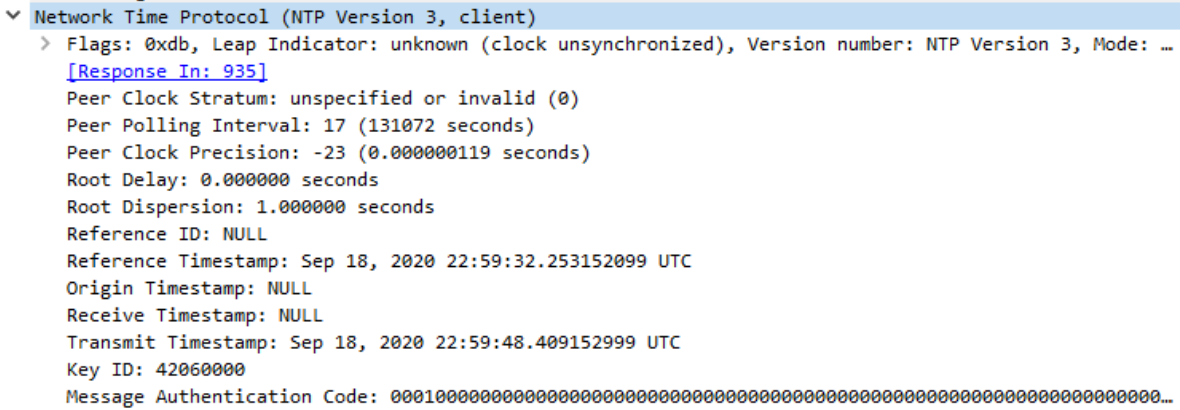 Network Time Protocol (NTP Version 3, client)
Flags: 0xdb, Leap Indicator: unknown (clock unsynchronized), Version number: NTP Version 3, Mode: …
[Response In: 935]
Peer Clock Stratum: unspecified or invalid (0)
Peer Polling Interval: 17 (131072 seconds)
Peer Clock Precision: -23 (0.000000119 seconds)
Root Delay: 0.000000 seconds
Root Dispersion: 1.000000 seconds
Reference ID: NULL
Reference Timestamp: Sep 18, 2020 22:59:32.253152099 UTC
Origin Timestamp: NULL
Receive Timestamp: NULL
Transmit Timestamp: Sep 18, 2020 22:59:48.409152999 UTC
Key ID: 42060000
Message Authentication Code: 000100000000000000000000000000000000000000000000000000000000000000000000…